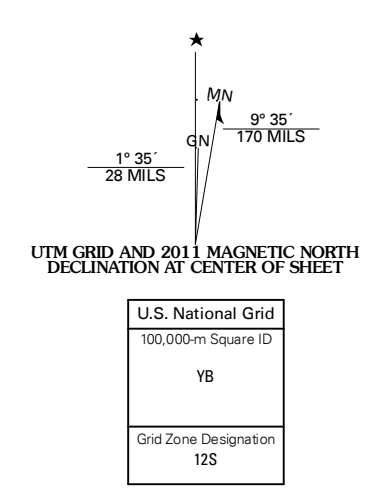 ★
MN
9° 35´
170 MILS
GN
1° 35´
28 MILS
UTM GRID AND 2011 MAGNETIC NORTH
DECLINATION AT CENTER OF SHEET
U.S. National Grid
100,000-m Square ID
YB
Grid Zone Designation
12S